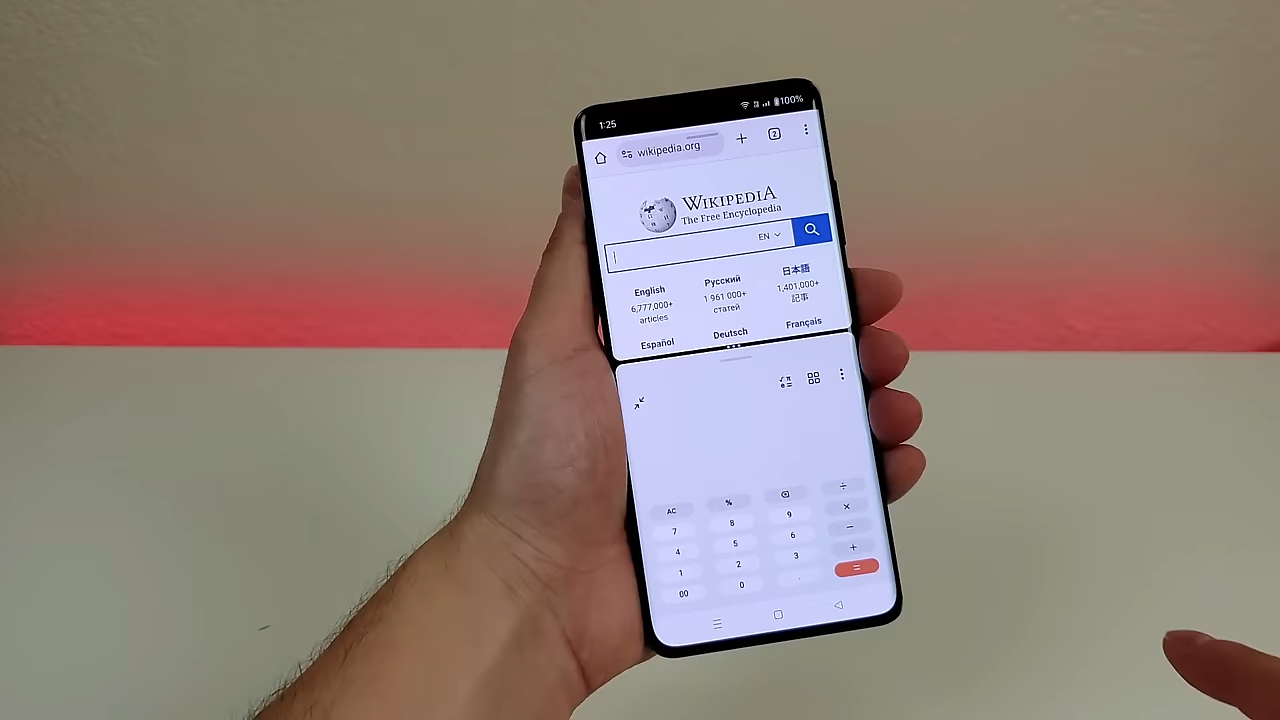 1:25
100%
wikipedia.org
2
WIKIPEDIA
The Free Encyclopedia
EN
English
6,777,000+
articles
Русский
1 961 000+
статей
日本語
1,401,000+
記事
Español
Deutsch
Français
AC % ÷
7 8 9 ×
4 5 6 −
1 2 3 +
00 0 . =